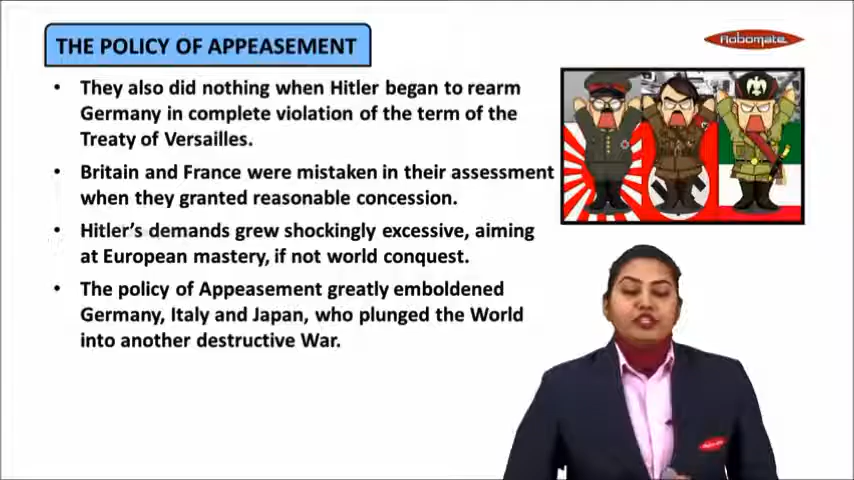 THE POLICY OF APPEASEMENT
Robomate
• They also did nothing when Hitler began to rearm
Germany in complete violation of the term of the
Treaty of Versailles.
• Britain and France were mistaken in their assessment
when they granted reasonable concession.
• Hitler's demands grew shockingly excessive, aiming
at European mastery, if not world conquest.
• The policy of Appeasement greatly emboldened
Germany, Italy and Japan, who plunged the World
into another destructive War.